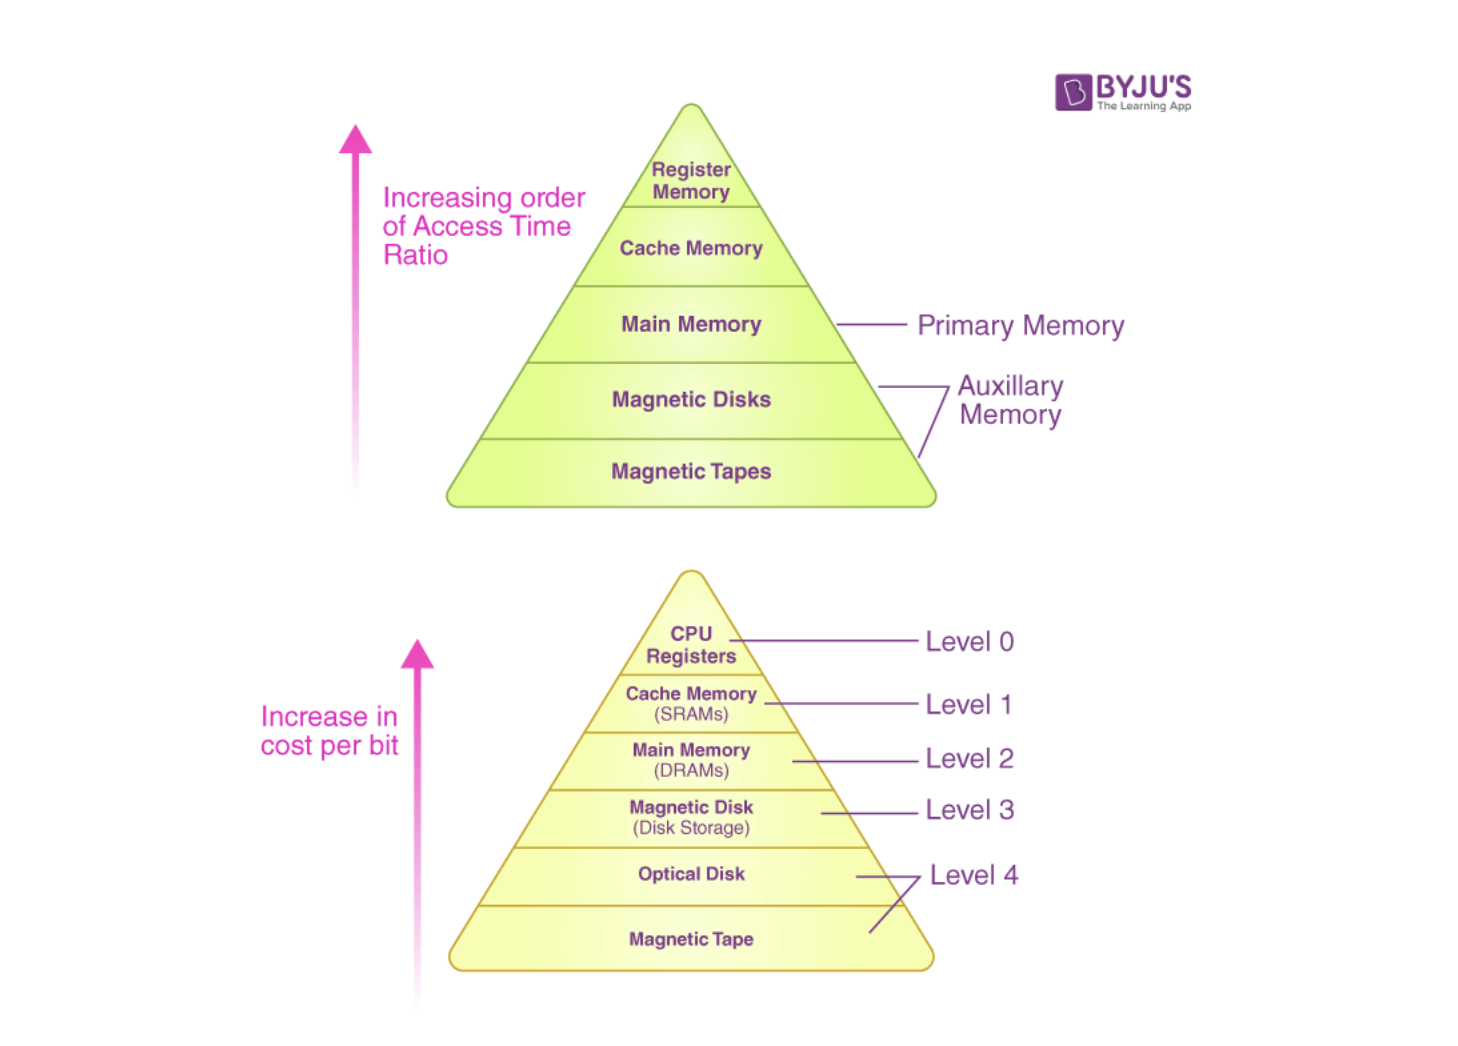 BYJU'S
The Learning App
Register
Memory
Increasing order
of Access Time
Ratio
Cache Memory
Main Memory
Primary Memory
Magnetic Disks
Auxillary
Memory
Magnetic Tapes
CPU
Registers
Level 0
Cache Memory
(SRAMs)
Level 1
Increase in
cost per bit
Main Memory
(DRAMs)
Level 2
Magnetic Disk
(Disk Storage)
Level 3
Optical Disk
Level 4
Magnetic Tape